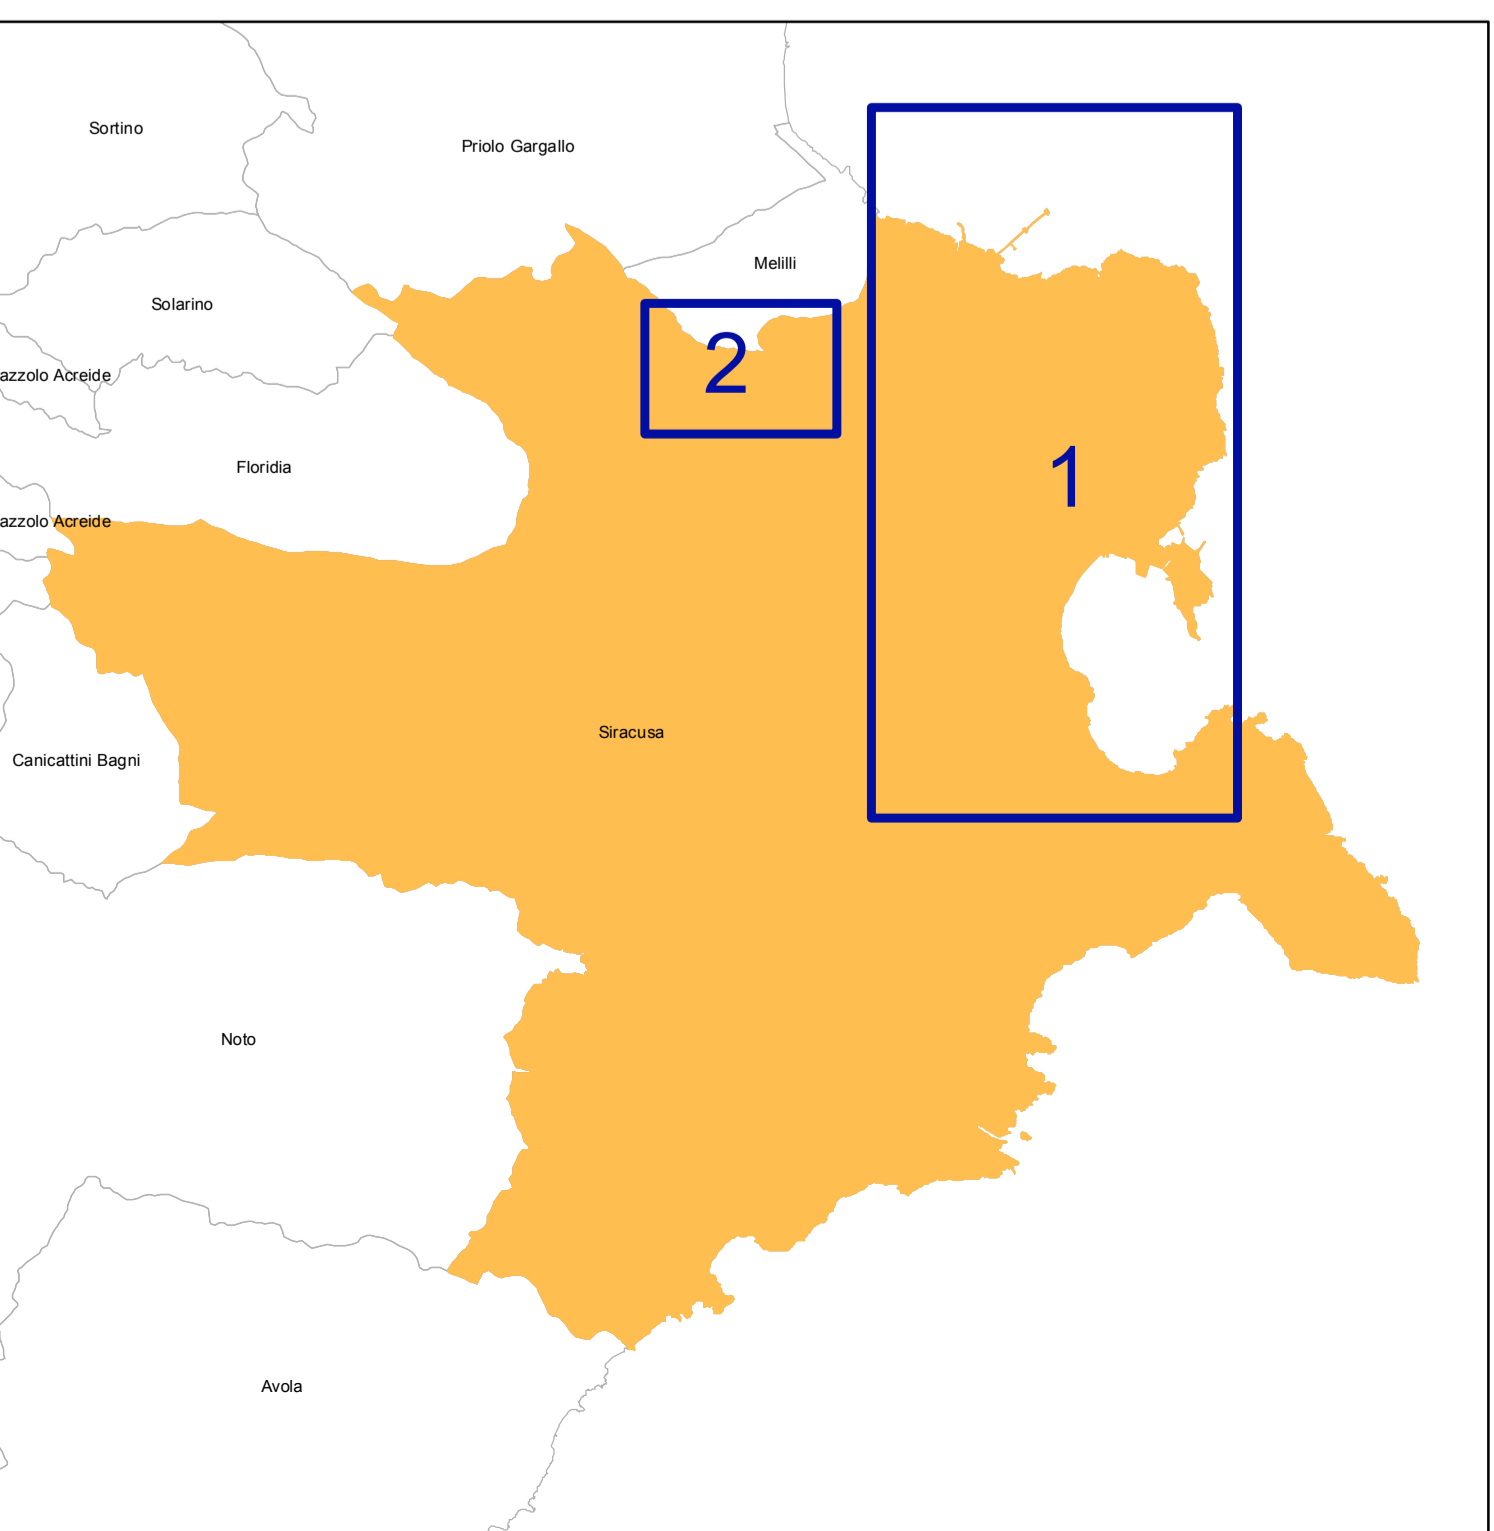 Sortino
Priolo Gargallo
Melilli
Solarino
2
azzolo Acreide
Floridia
1
azzolo Acreide
Siracusa
Canicattini Bagni
Noto
Avola